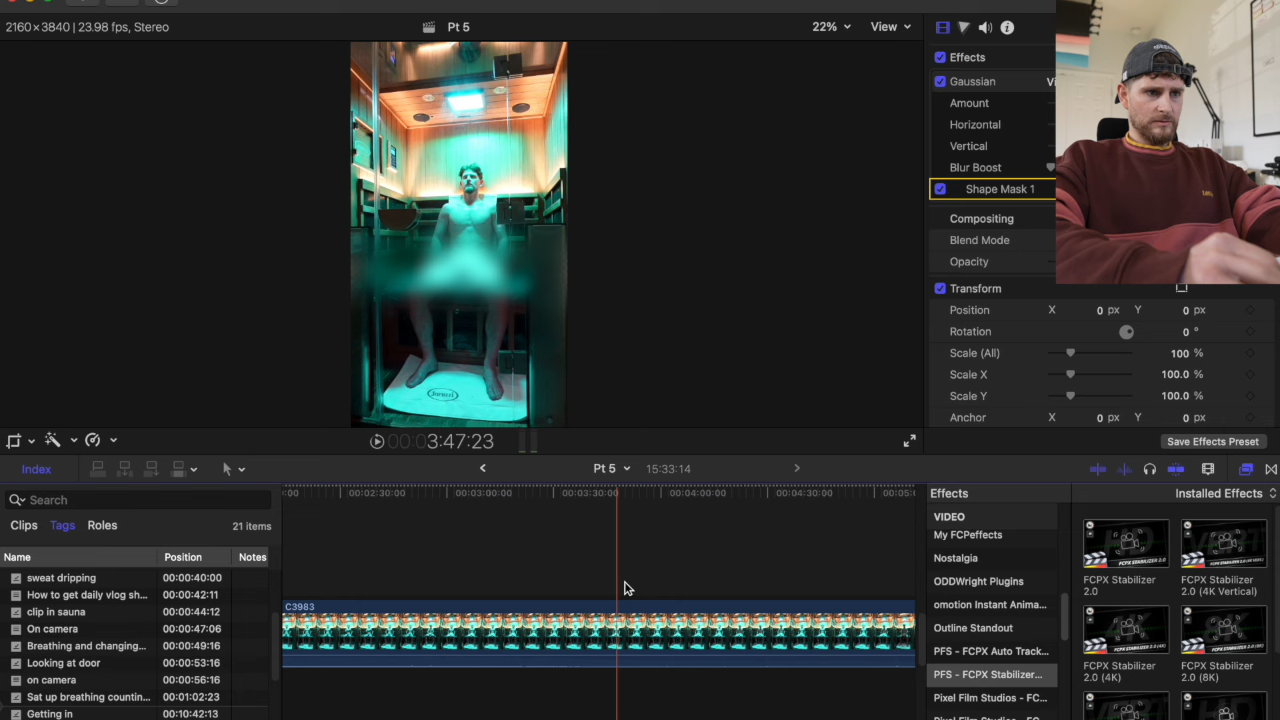 2160×3840 | 23.98 fps, Stereo
Pt 5
22%
View
Effects
Gaussian
Amount
Horizontal
Vertical
Blur Boost
Shape Mask 1
Compositing
Blend Mode
Opacity
Transform
Position X 0 px Y 0 px
Rotation 0 °
Scale (All) 100 %
Scale X 100.0 %
Scale Y 100.0 %
Anchor X 0 px Y 0 px
00:03:47:23
Save Effects Preset
Index
Pt 5
15:33:14
Search
Clips Tags Roles 21 items
Name Position Notes
sweat dripping 00:00:40:00
How to get daily vlog sh... 00:00:42:11
clip in sauna 00:00:44:12
On camera 00:00:47:06
Breathing and changing... 00:00:49:16
Looking at door 00:00:53:16
on camera 00:00:56:16
Sat up breathing countin... 00:01:02:23
Getting in 00:10:42:13
:00 00:02:30:00 00:03:00:00 00:03:30:00 00:04:00:00 00:04:30:00 00:05:0
C3983
Effects
Installed Effects
VIDEO
My FCPeffects
Nostalgia
ODDWright Plugins
omotion Instant Anima...
Outline Standout
PFS - FCPX Auto Track...
PFS - FCPX Stabilizer...
Pixel Film Studios - FC...
FCPX STABILIZER 2.0
FCPX Stabilizer
2.0
FCPX Stabilizer
2.0 (4K Vertical)
FCPX Stabilizer
2.0 (4K)
FCPX Stabilizer
2.0 (8K)